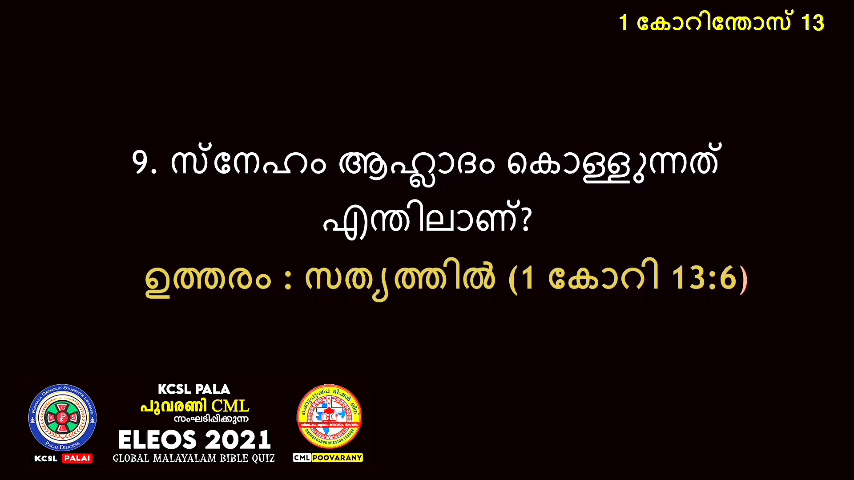 1 കോറിന്തോസ് 13
9. സ്നേഹം ആഹ്ലാദം കൊള്ളുന്നത്
എന്തിലാണ്?
ഉത്തരം : സത്യത്തിൽ (1 കോറി 13:6)
KCSL PALA
പൂവരണി CML
സംഘടിപ്പിക്കുന്ന
ELEOS 2021
GLOBAL MALAYALAM BIBLE QUIZ
KCSL PALAI
CML POOVARANY